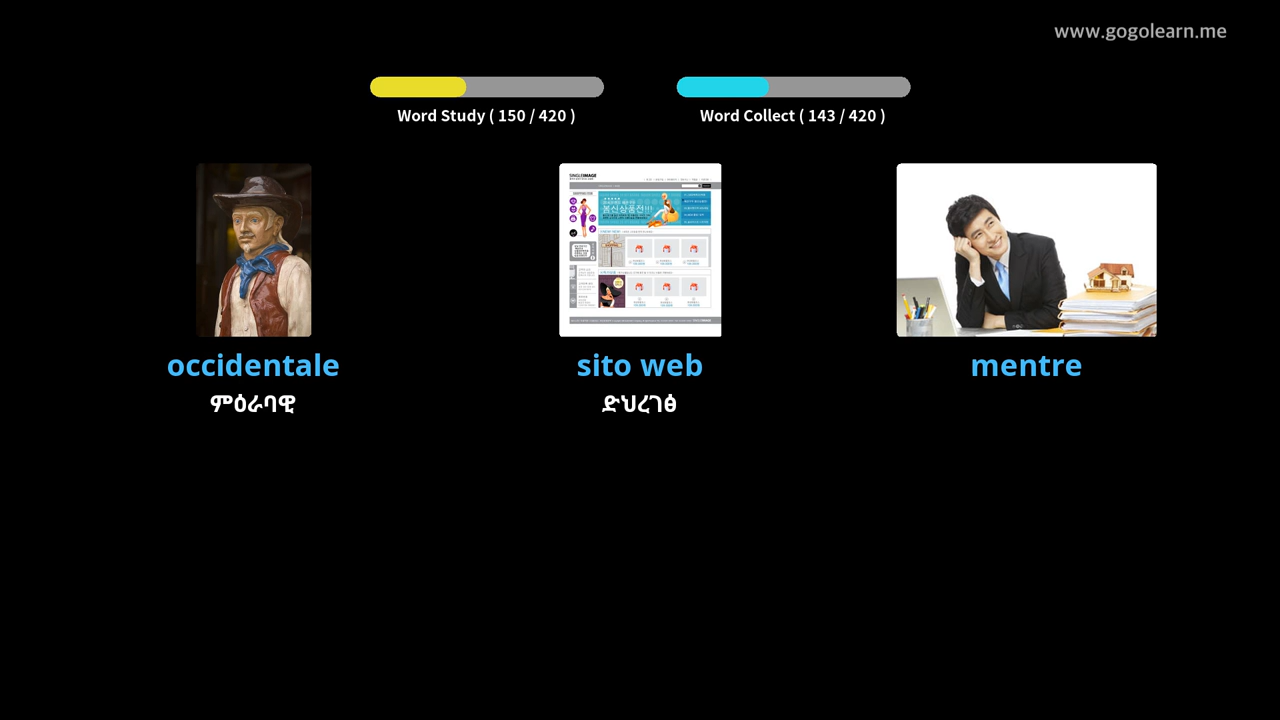 www.gogolearn.me
Word Study ( 150 / 420 )
Word Collect ( 143 / 420 )
occidentale
sito web
mentre
ምዕራባዊ
ድህረገፅ